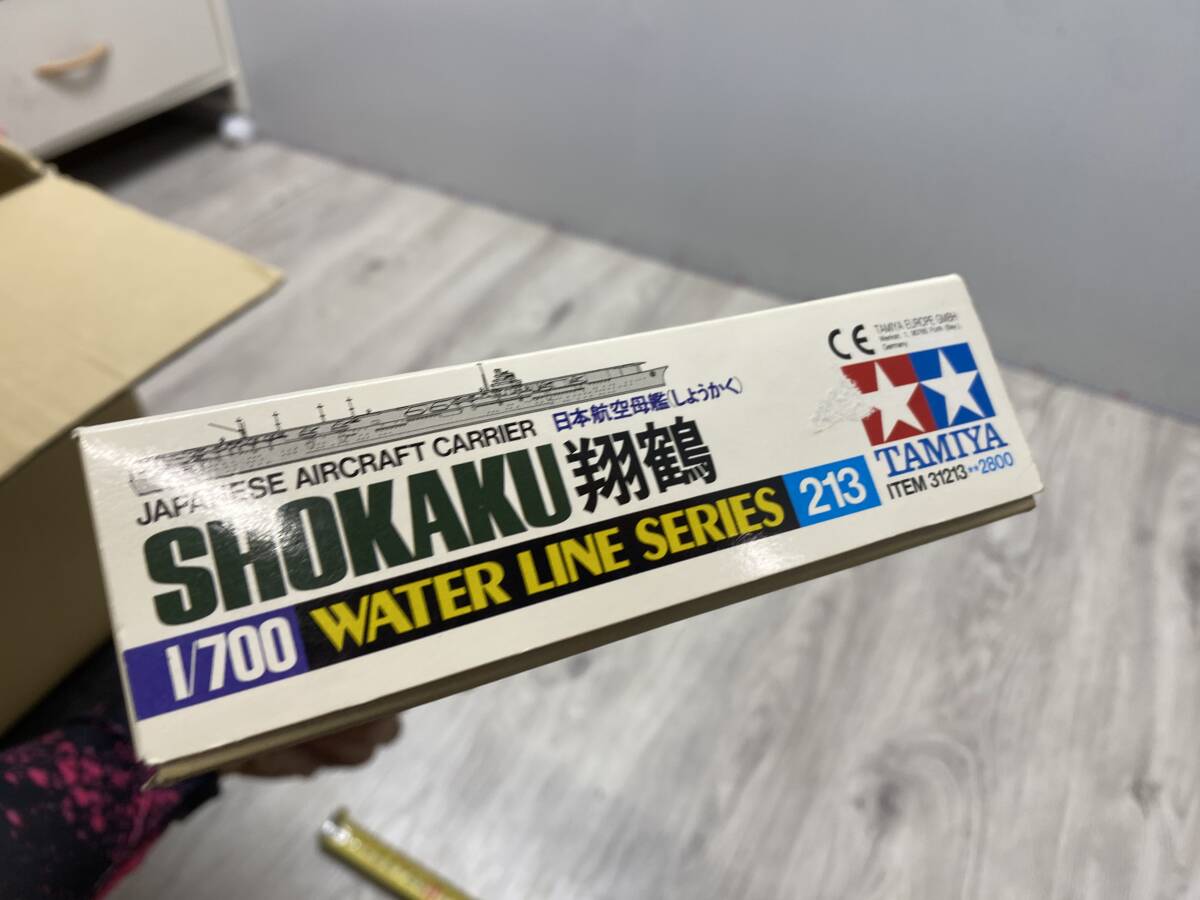 JAPANESE AIRCRAFT CARRIER 日本航空母艦(しょうかく)
SHOKAKU 翔鶴
1/700 WATER LINE SERIES 213
CE TAMIYA EUROPE GMBH
Germany
TAMIYA
ITEM 31213 **2800